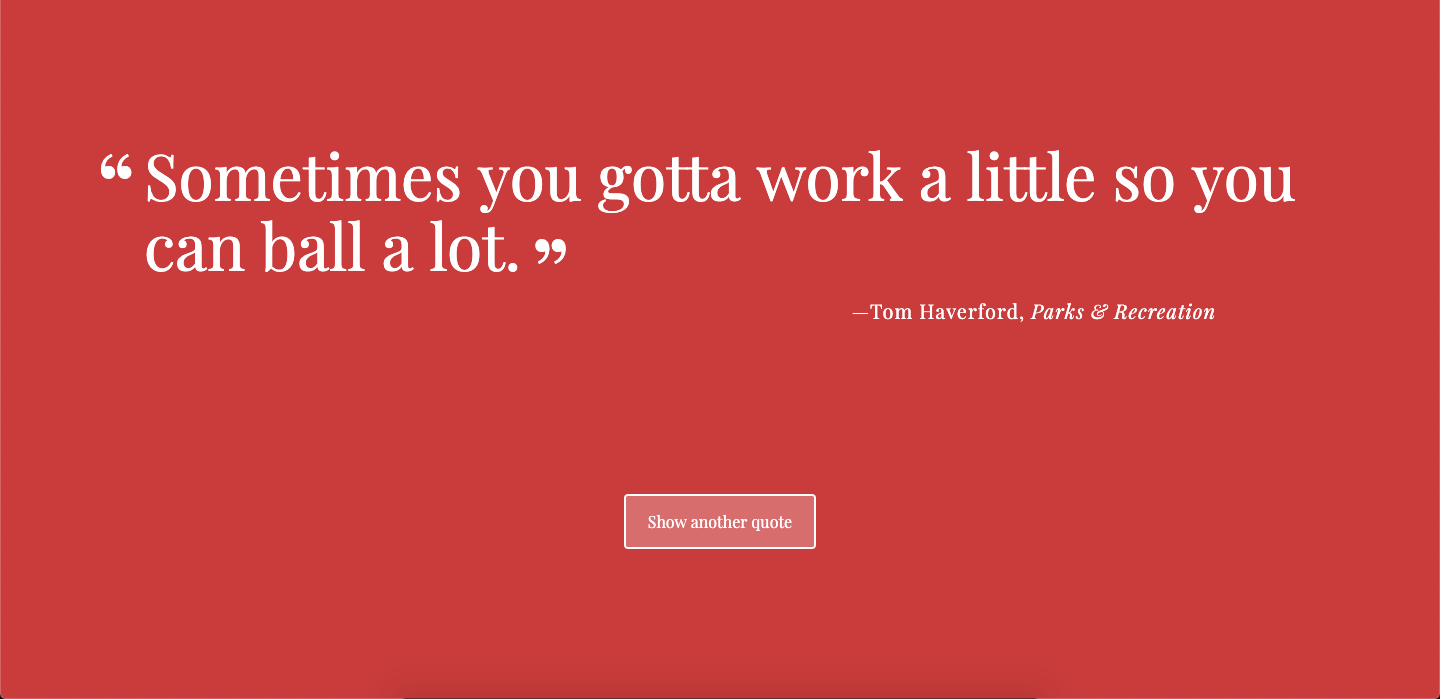 “Sometimes you gotta work a little so you
can ball a lot.”
—Tom Haverford, Parks & Recreation
Show another quote